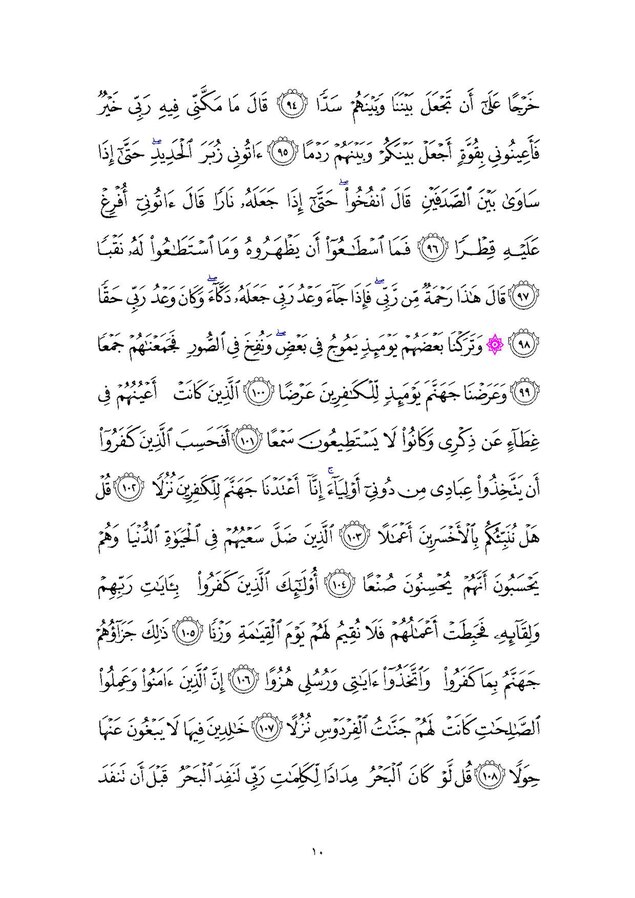 خَرۡجًا عَلَىٰٓ أَن تَجۡعَلَ بَيۡنَنَا وَبَيۡنَهُمۡ سَدّٗا ٩٤ قَالَ مَا مَكَّنِّي فِيهِ رَبِّي خَيۡرٞ
فَأَعِينُونِي بِقُوَّةٍ أَجۡعَلۡ بَيۡنَكُمۡ وَبَيۡنَهُمۡ رَدۡمًا ٩٥ ءَاتُونِي زُبَرَ ٱلۡحَدِيدِۖ حَتَّىٰٓ إِذَا
سَاوَىٰ بَيۡنَ ٱلصَّدَفَيۡنِ قَالَ ٱنفُخُواْۖ حَتَّىٰٓ إِذَا جَعَلَهُۥ نَارٗا قَالَ ءَاتُونِيٓ أُفۡرِغۡ
عَلَيۡهِ قِطۡرٗا ٩٦ فَمَا ٱسۡطَٰعُوٓاْ أَن يَظۡهَرُوهُ وَمَا ٱسۡتَطَٰعُواْ لَهُۥ نَقۡبٗا
٩٧ قَالَ هَٰذَا رَحۡمَةٞ مِّن رَّبِّيۖ فَإِذَا جَآءَ وَعۡدُ رَبِّي جَعَلَهُۥ دَكَّآءَۖ وَكَانَ وَعۡدُ رَبِّي حَقّٗا
٩٨ ۞ وَتَرَكۡنَا بَعۡضَهُمۡ يَوۡمَئِذٖ يَمُوجُ فِي بَعۡضٖۖ وَنُفِخَ فِي ٱلصُّورِ فَجَمَعۡنَٰهُمۡ جَمۡعٗا
٩٩ وَعَرَضۡنَا جَهَنَّمَ يَوۡمَئِذٖ لِّلۡكَٰفِرِينَ عَرۡضًا ١٠٠ ٱلَّذِينَ كَانَتۡ أَعۡيُنُهُمۡ فِي
غِطَآءٍ عَن ذِكۡرِي وَكَانُواْ لَا يَسۡتَطِيعُونَ سَمۡعًا ١٠١ أَفَحَسِبَ ٱلَّذِينَ كَفَرُوٓاْ
أَن يَتَّخِذُواْ عِبَادِي مِن دُونِيٓ أَوۡلِيَآءَۚ إِنَّآ أَعۡتَدۡنَا جَهَنَّمَ لِلۡكَٰفِرِينَ نُزُلٗا ١٠٢ قُلۡ
هَلۡ نُنَبِّئُكُم بِٱلۡأَخۡسَرِينَ أَعۡمَٰلًا ١٠٣ ٱلَّذِينَ ضَلَّ سَعۡيُهُمۡ فِي ٱلۡحَيَوٰةِ ٱلدُّنۡيَا وَهُمۡ
يَحۡسَبُونَ أَنَّهُمۡ يُحۡسِنُونَ صُنۡعًا ١٠٤ أُوْلَٰٓئِكَ ٱلَّذِينَ كَفَرُواْ بِـَٔايَٰتِ رَبِّهِمۡ
وَلِقَآئِهِۦ فَحَبِطَتۡ أَعۡمَٰلُهُمۡ فَلَا نُقِيمُ لَهُمۡ يَوۡمَ ٱلۡقِيَٰمَةِ وَزۡنٗا ١٠٥ ذَٰلِكَ جَزَآؤُهُمۡ
جَهَنَّمُ بِمَا كَفَرُواْ وَٱتَّخَذُوٓاْ ءَايَٰتِي وَرُسُلِي هُزُوًا ١٠٦ إِنَّ ٱلَّذِينَ ءَامَنُواْ وَعَمِلُواْ
ٱلصَّٰلِحَٰتِ كَانَتۡ لَهُمۡ جَنَّٰتُ ٱلۡفِرۡدَوۡسِ نُزُلًا ١٠٧ خَٰلِدِينَ فِيهَا لَا يَبۡغُونَ عَنۡهَا
حِوَلٗا ١٠٨ قُل لَّوۡ كَانَ ٱلۡبَحۡرُ مِدَادٗا لِّكَلِمَٰتِ رَبِّي لَنَفِدَ ٱلۡبَحۡرُ قَبۡلَ أَن تَنفَدَ
١٠